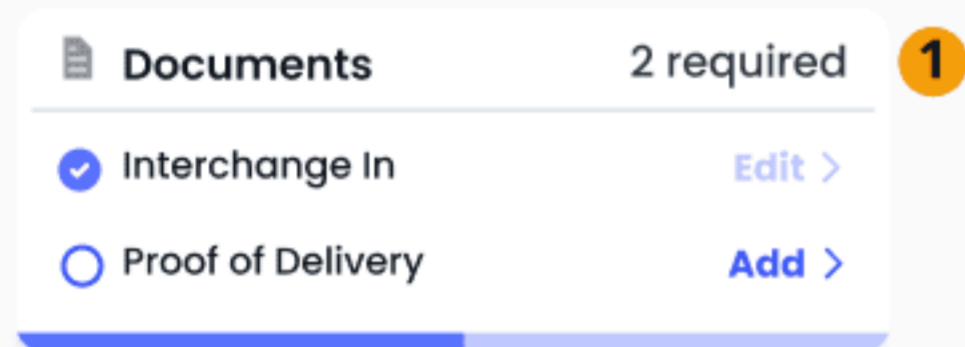 Documents 2 required 1
Interchange In Edit >
Proof of Delivery Add >